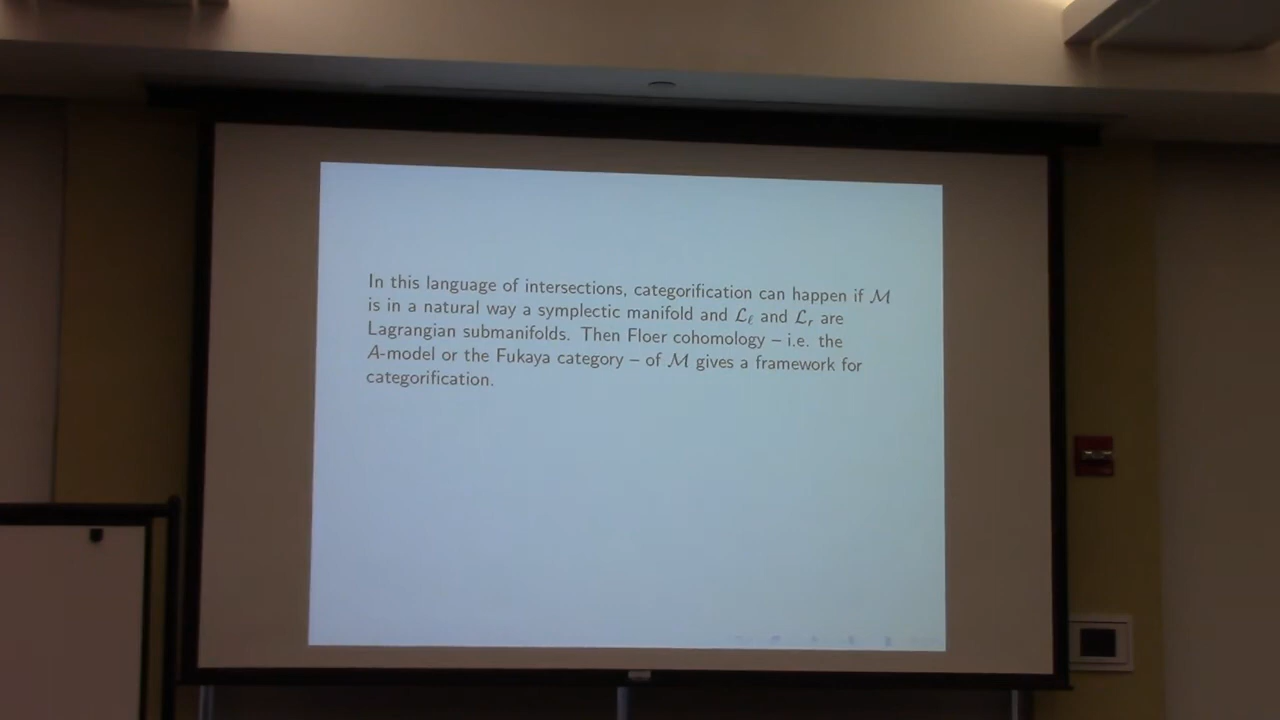 In this language of intersections, categorification can happen if ℳ
is in a natural way a symplectic manifold and ℒ_ℓ and ℒ_r are
Lagrangian submanifolds. Then Floer cohomology – i.e. the
A-model or the Fukaya category – of ℳ gives a framework for
categorification.